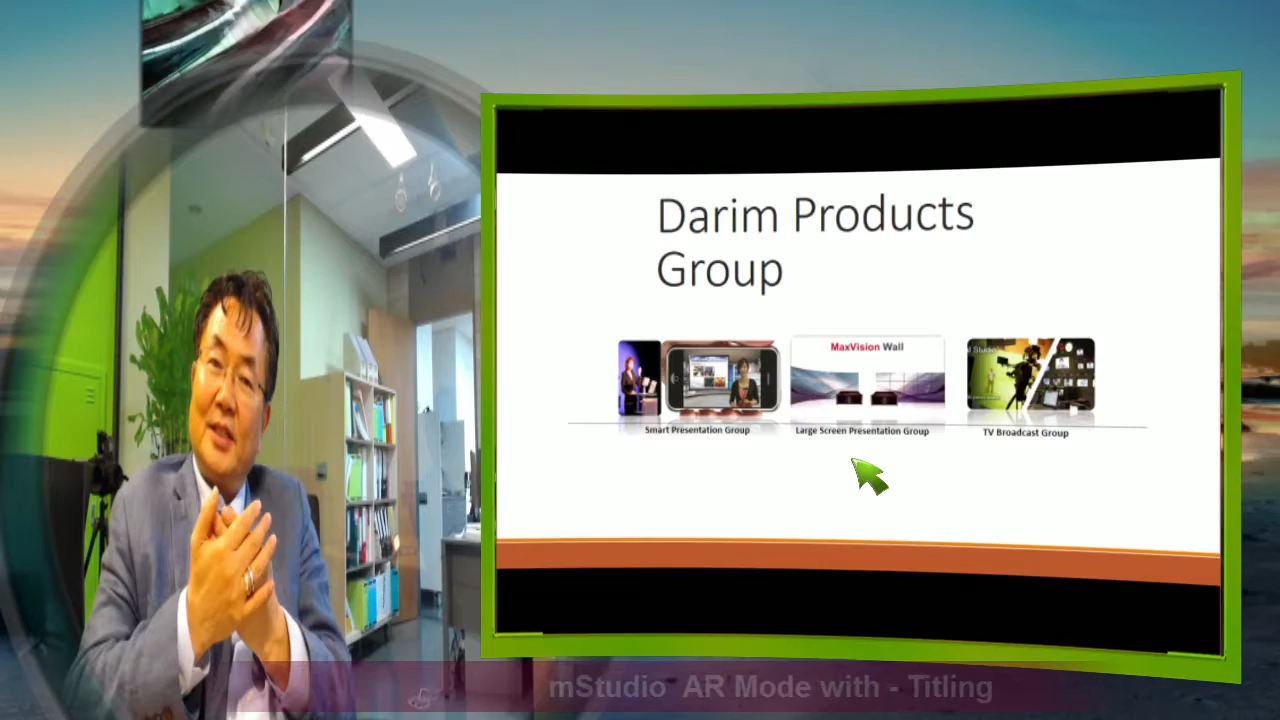 Darim Products
Group
MaxVision Wall
Smart Presentation Group
Large Screen Presentation Group
TV Broadcast Group
mStudio AR Mode with - Titling